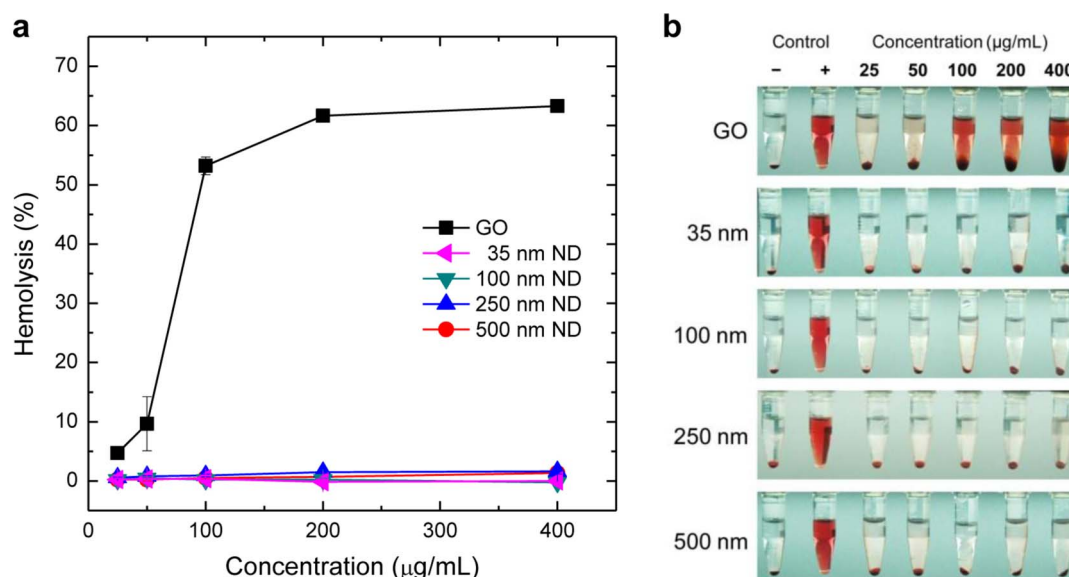 a
Hemolysis (%)
70
60
50
40
30
20
10
0
GO
35 nm ND
100 nm ND
250 nm ND
500 nm ND
0 100 200 300 400
Concentration (µg/mL)
b
Control Concentration (µg/mL)
− + 25 50 100 200 400
GO
35 nm
100 nm
250 nm
500 nm